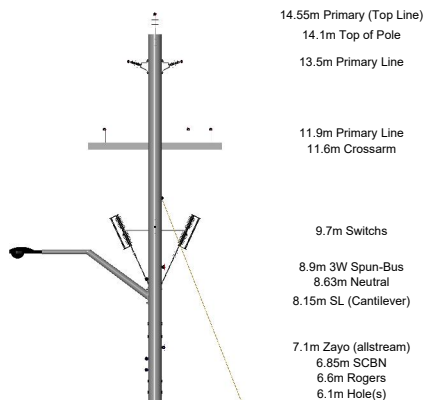 14.55m Primary (Top Line)
14.1m Top of Pole
13.5m Primary Line
11.9m Primary Line
11.6m Crossarm
9.7m Switchs
8.9m 3W Spun-Bus
8.63m Neutral
8.15m SL (Cantilever)
7.1m Zayo (allstream)
6.85m SCBN
6.6m Rogers
6.1m Hole(s)